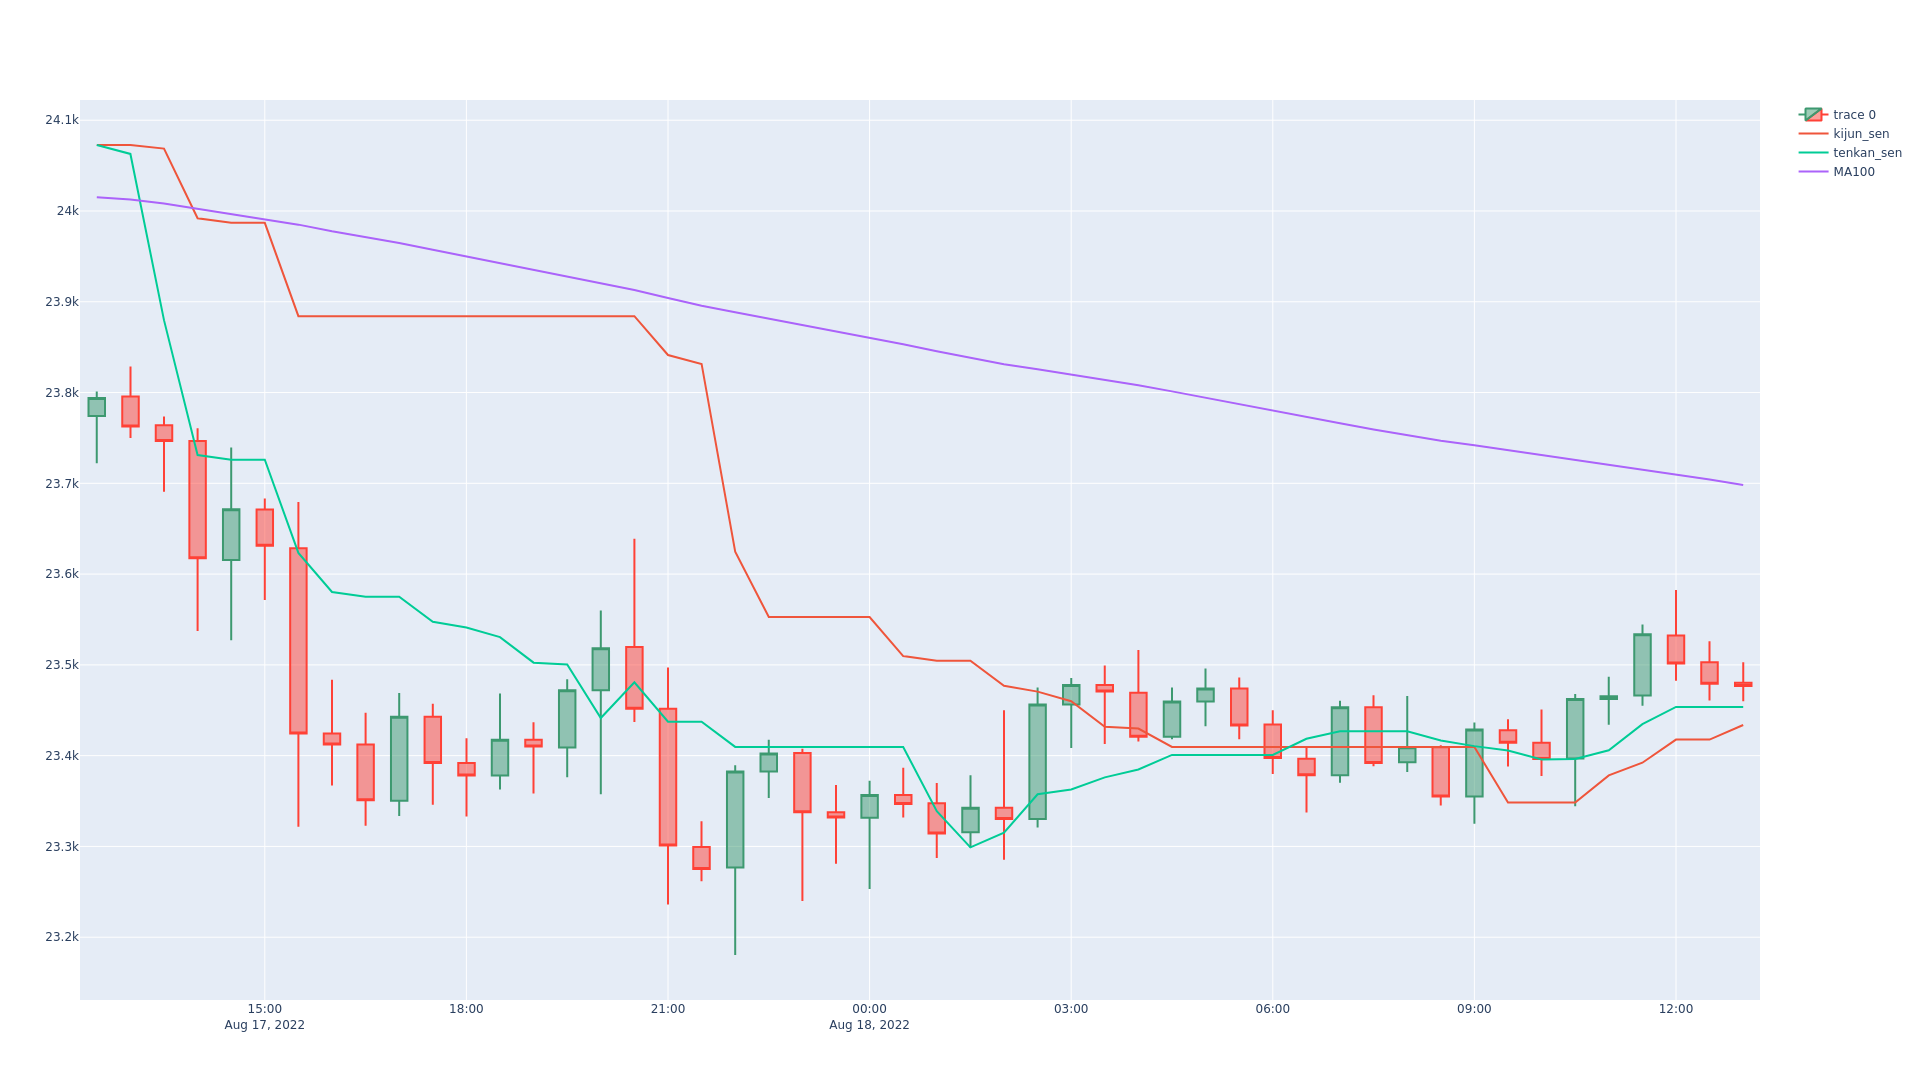 24.1k
24k
23.9k
23.8k
23.7k
23.6k
23.5k
23.4k
23.3k
23.2k
15:00
Aug 17, 2022
18:00
21:00
00:00
Aug 18, 2022
03:00
06:00
09:00
12:00
trace 0
kijun_sen
tenkan_sen
MA100